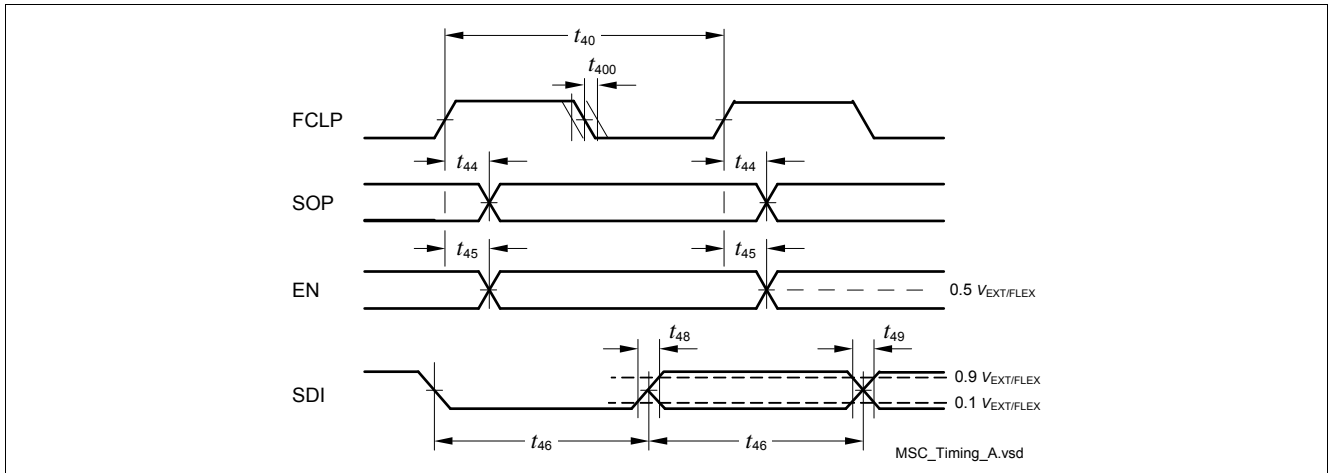 t40
t400
FCLP
t44 t44
SOP
t45 t45
EN
0.5 VEXT/FLEX
t48 t49
0.9 VEXT/FLEX
SDI
0.1 VEXT/FLEX
t46 t46
MSC_Timing_A.vsd